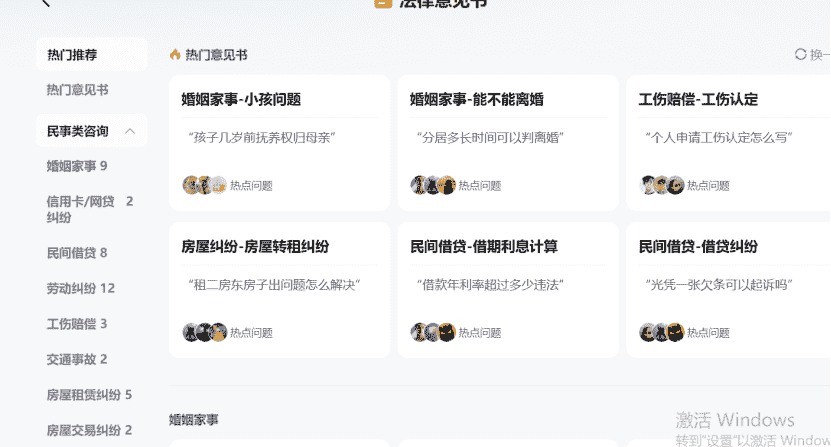 法律意见书
热门推荐
热门意见书
民事类咨询
婚姻家事 9
信用卡/网贷 2
纠纷
民间借贷 8
劳动纠纷 12
工伤赔偿 3
交通事故 2
房屋租赁纠纷 5
房屋交易纠纷 2
热门意见书
换一
婚姻家事-小孩问题
“孩子几岁前抚养权归母亲”
热点问题
婚姻家事-能不能离婚
“分居多长时间可以判离婚”
热点问题
工伤赔偿-工伤认定
“个人申请工伤认定怎么写”
热点问题
房屋纠纷-房屋转租纠纷
“租二房东房子出问题怎么解决”
热点问题
民间借贷-借期利息计算
“借款年利率超过多少违法”
热点问题
民间借贷-借贷纠纷
“光凭一张欠条可以起诉吗”
热点问题
婚姻家事
激活 Windows
转到"设置"以激活 Window